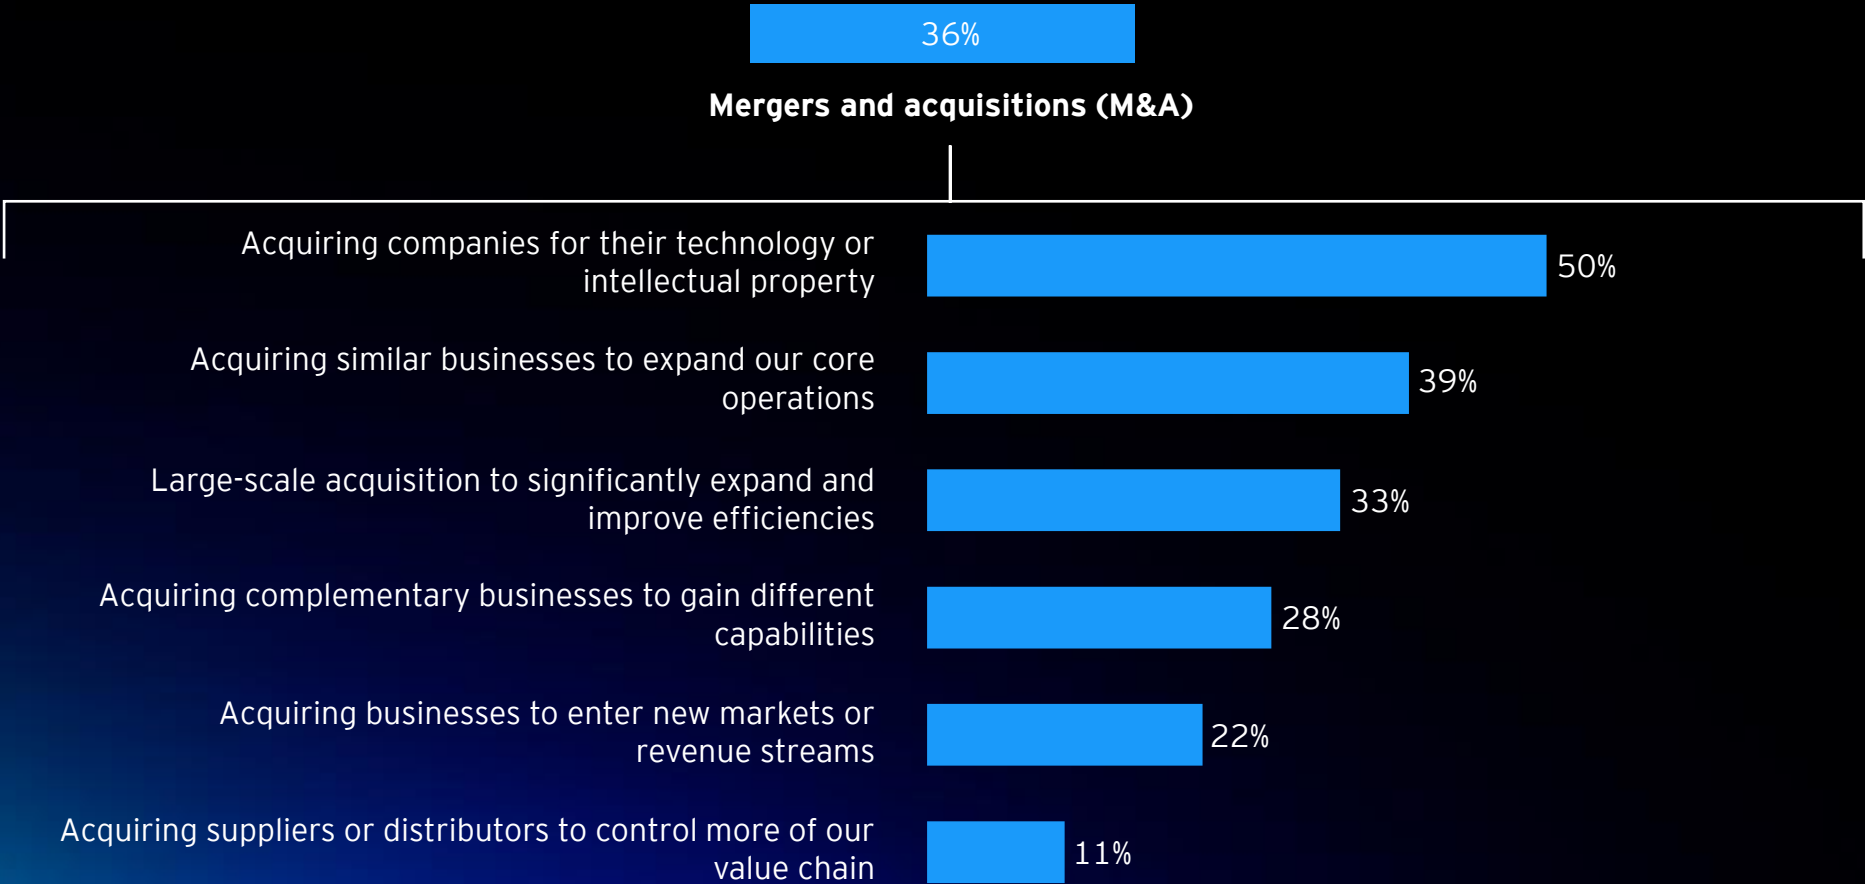 36%
Mergers and acquisitions (M&A)
Acquiring companies for their technology or
intellectual property
50%
Acquiring similar businesses to expand our core
operations
39%
Large-scale acquisition to significantly expand and
improve efficiencies
33%
Acquiring complementary businesses to gain different
capabilities
28%
Acquiring businesses to enter new markets or
revenue streams
22%
Acquiring suppliers or distributors to control more of our
value chain
11%